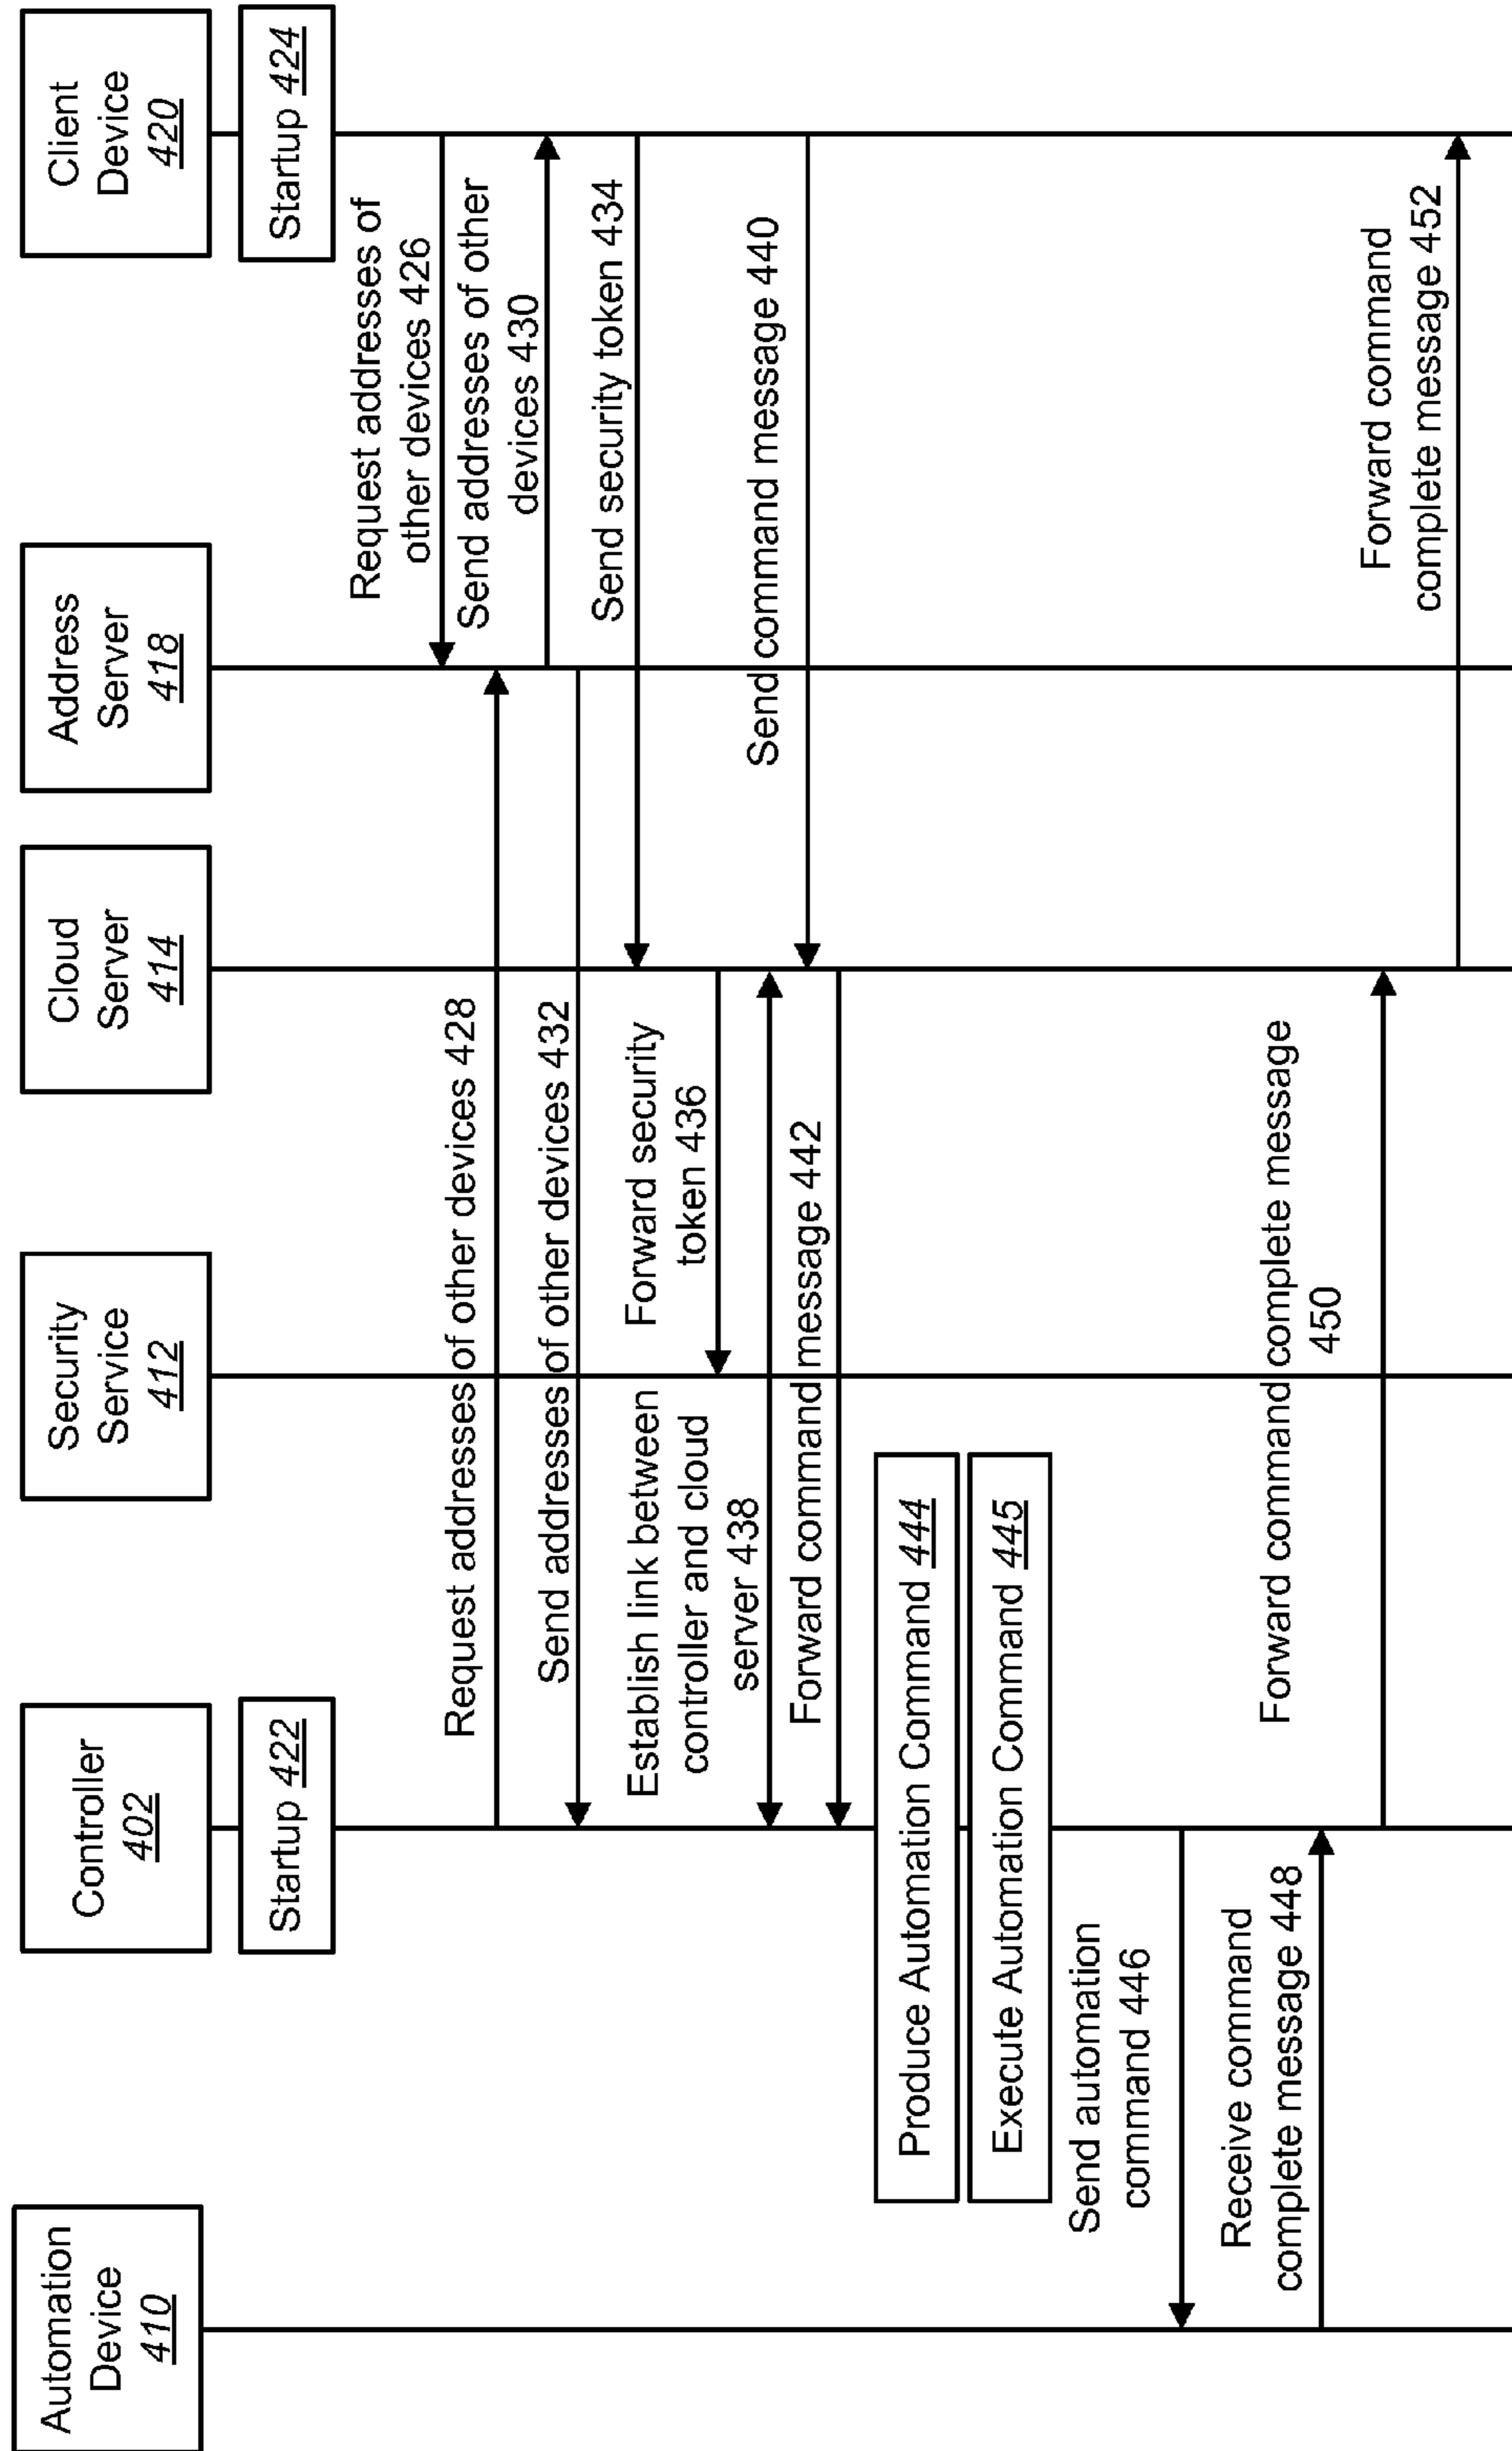 Automation
Device
410
Controller
402
Security
Service
412
Cloud
Server
414
Address
Server
418
Client
Device
420
Startup 422
Startup 424
Request addresses of
other devices 426
Request addresses of other devices 428
Send addresses of other
devices 430
Send addresses of other devices 432
Send security token 434
Forward security
token 436
Establish link between
controller and cloud
server 438
Send command message 440
Forward command message 442
Produce Automation Command 444
Execute Automation Command 445
Send automation
command 446
Receive command
complete message 448
Forward command complete message
450
Forward command
complete message 452